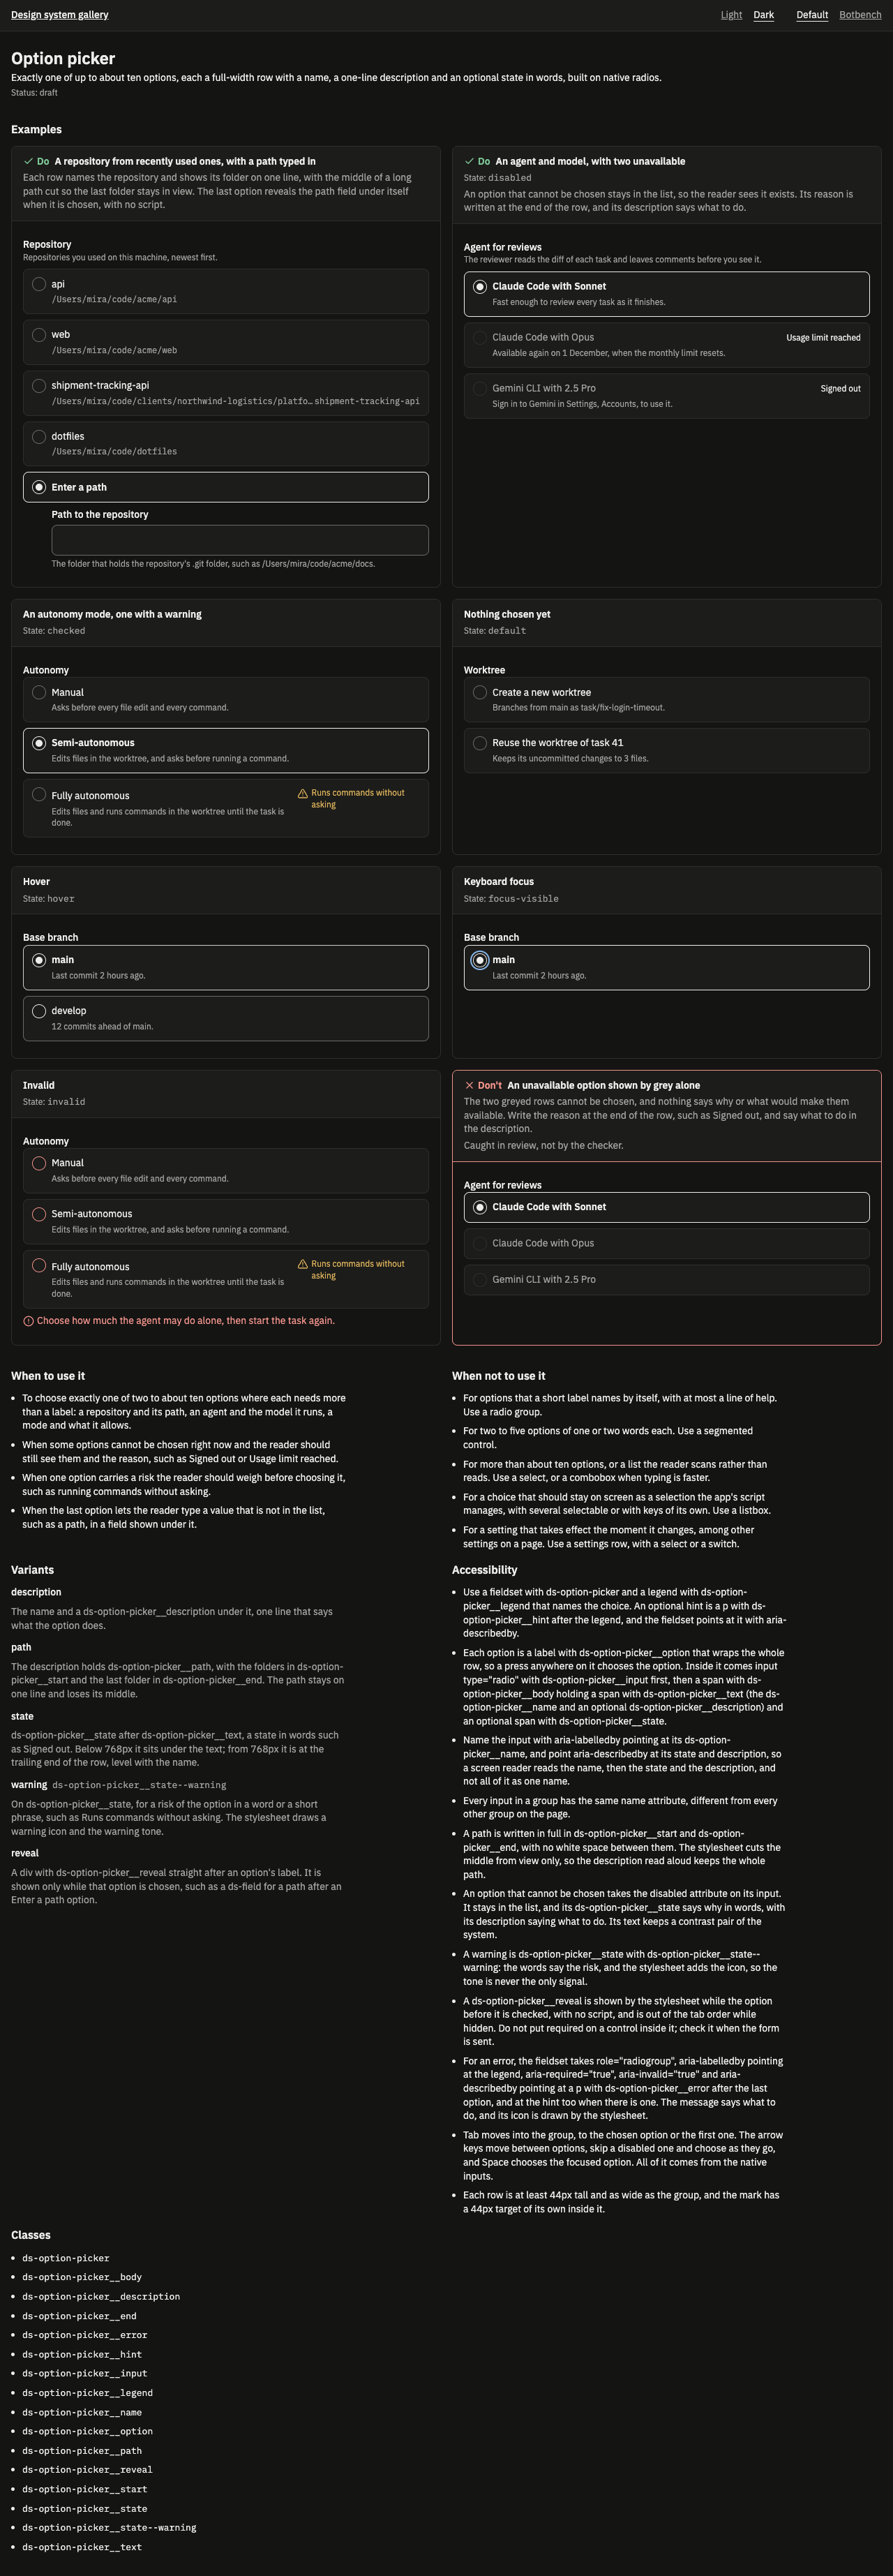 Design system gallery
Light Dark Default Botbench
Option picker
Exactly one of up to about ten options, each a full-width row with a name, a one-line description and an optional state in words, built on native radios.
Status: draft
Examples
Do A repository from recently used ones, with a path typed in
Each row names the repository and shows its folder on one line, with the middle of a long
path cut so the last folder stays in view. The last option reveals the path field under itself
when it is chosen, with no script.
Repository
Repositories you used on this machine, newest first.
api
/Users/mira/code/acme/api
web
/Users/mira/code/acme/web
shipment-tracking-api
/Users/mira/code/clients/northwind-logistics/platfo… shipment-tracking-api
dotfiles
/Users/mira/code/dotfiles
Enter a path
Path to the repository
The folder that holds the repository's .git folder, such as /Users/mira/code/acme/docs.
Do An agent and model, with two unavailable
State: disabled
An option that cannot be chosen stays in the list, so the reader sees it exists. Its reason is
written at the end of the row, and its description says what to do.
Agent for reviews
The reviewer reads the diff of each task and leaves comments before you see it.
Claude Code with Sonnet
Fast enough to review every task as it finishes.
Claude Code with Opus Usage limit reached
Available again on 1 December, when the monthly limit resets.
Gemini CLI with 2.5 Pro Signed out
Sign in to Gemini in Settings, Accounts, to use it.
An autonomy mode, one with a warning
State: checked
Autonomy
Manual
Asks before every file edit and every command.
Semi-autonomous
Edits files in the worktree, and asks before running a command.
Fully autonomous
Edits files and runs commands in the worktree until the task is
done.
Runs commands without
asking
Nothing chosen yet
State: default
Worktree
Create a new worktree
Branches from main as task/fix-login-timeout.
Reuse the worktree of task 41
Keeps its uncommitted changes to 3 files.
Hover
State: hover
Base branch
main
Last commit 2 hours ago.
develop
12 commits ahead of main.
Keyboard focus
State: focus-visible
Base branch
main
Last commit 2 hours ago.
Invalid
State: invalid
Autonomy
Manual
Asks before every file edit and every command.
Semi-autonomous
Edits files in the worktree, and asks before running a command.
Fully autonomous
Edits files and runs commands in the worktree until the task is
done.
Runs commands without
asking
Choose how much the agent may do alone, then start the task again.
Don't An unavailable option shown by grey alone
The two greyed rows cannot be chosen, and nothing says why or what would make them
available. Write the reason at the end of the row, such as Signed out, and say what to do in
the description.
Caught in review, not by the checker.
Agent for reviews
Claude Code with Sonnet
Claude Code with Opus
Gemini CLI with 2.5 Pro
When to use it
To choose exactly one of two to about ten options where each needs more
than a label: a repository and its path, an agent and the model it runs, a
mode and what it allows.
When some options cannot be chosen right now and the reader should
still see them and the reason, such as Signed out or Usage limit reached.
When one option carries a risk the reader should weigh before choosing it,
such as running commands without asking.
When the last option lets the reader type a value that is not in the list,
such as a path, in a field shown under it.
When not to use it
For options that a short label names by itself, with at most a line of help.
Use a radio group.
For two to five options of one or two words each. Use a segmented
control.
For more than about ten options, or a list the reader scans rather than
reads. Use a select, or a combobox when typing is faster.
For a choice that should stay on screen as a selection the app's script
manages, with several selectable or with keys of its own. Use a listbox.
For a setting that takes effect the moment it changes, among other
settings on a page. Use a settings row, with a select or a switch.
Variants
description
The name and a ds-option-picker__description under it, one line that says
what the option does.
path
The description holds ds-option-picker__path, with the folders in ds-option-
picker__start and the last folder in ds-option-picker__end. The path stays on
one line and loses its middle.
state
ds-option-picker__state after ds-option-picker__text, a state in words such
as Signed out. Below 768px it sits under the text; from 768px it is at the
trailing end of the row, level with the name.
warning ds-option-picker__state--warning
On ds-option-picker__state, for a risk of the option in a word or a short
phrase, such as Runs commands without asking. The stylesheet draws a
warning icon and the warning tone.
reveal
A div with ds-option-picker__reveal straight after an option's label. It is
shown only while that option is chosen, such as a ds-field for a path after an
Enter a path option.
Accessibility
Use a fieldset with ds-option-picker and a legend with ds-option-
picker__legend that names the choice. An optional hint is a p with ds-
option-picker__hint after the legend, and the fieldset points at it with aria-
describedby.
Each option is a label with ds-option-picker__option that wraps the whole
row, so a press anywhere on it chooses the option. Inside it comes input
type="radio" with ds-option-picker__input first, then a span with ds-
option-picker__body holding a span with ds-option-picker__text (the ds-
option-picker__name and an optional ds-option-picker__description) and
an optional span with ds-option-picker__state.
Name the input with aria-labelledby pointing at its ds-option-
picker__name, and point aria-describedby at its state and description, so
a screen reader reads the name, then the state and the description, and
not all of it as one name.
Every input in a group has the same name attribute, different from every
other group on the page.
A path is written in full in ds-option-picker__start and ds-option-
picker__end, with no white space between them. The stylesheet cuts the
middle from view only, so the description read aloud keeps the whole
path.
An option that cannot be chosen takes the disabled attribute on its input.
It stays in the list, and its ds-option-picker__state says why in words, with
its description saying what to do. Its text keeps a contrast pair of the
system.
A warning is ds-option-picker__state with ds-option-picker__state--
warning: the words say the risk, and the stylesheet adds the icon, so the
tone is never the only signal.
A ds-option-picker__reveal is shown by the stylesheet while the option
before it is checked, with no script, and is out of the tab order while
hidden. Do not put required on a control inside it; check it when the form
is sent.
For an error, the fieldset takes role="radiogroup", aria-labelledby pointing
at the legend, aria-required="true", aria-invalid="true" and aria-
describedby pointing at a p with ds-option-picker__error after the last
option, and at the hint too when there is one. The message says what to
do, and its icon is drawn by the stylesheet.
Tab moves into the group, to the chosen option or the first one. The arrow
keys move between options, skip a disabled one and choose as they go,
and Space chooses the focused option. All of it comes from the native
inputs.
Each row is at least 44px tall and as wide as the group, and the mark has
a 44px target of its own inside it.
Classes
ds-option-picker
ds-option-picker__body
ds-option-picker__description
ds-option-picker__end
ds-option-picker__error
ds-option-picker__hint
ds-option-picker__input
ds-option-picker__legend
ds-option-picker__name
ds-option-picker__option
ds-option-picker__path
ds-option-picker__reveal
ds-option-picker__start
ds-option-picker__state
ds-option-picker__state--warning
ds-option-picker__text